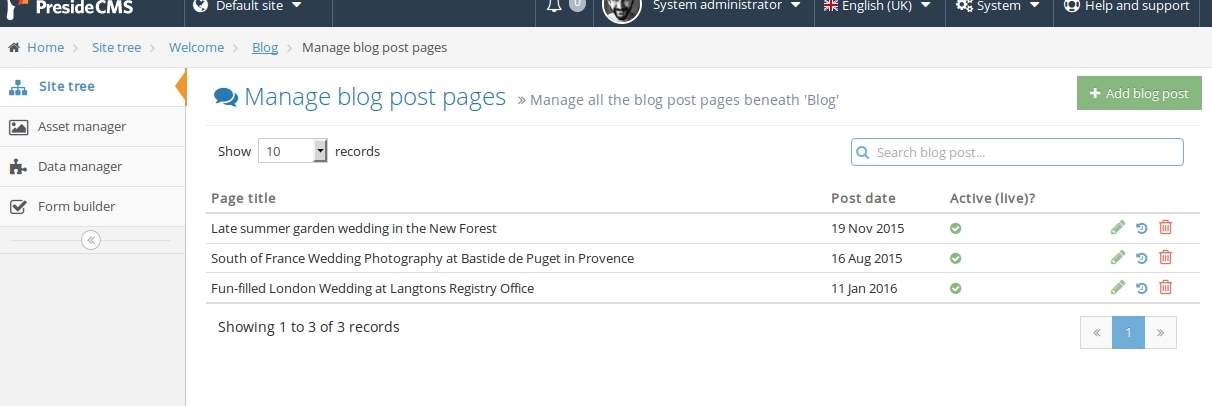 PresideCMS Default site 0 System administrator English (UK) System Help and support
Home Site tree Welcome Blog Manage blog post pages
Site tree
Asset manager
Data manager
Form builder
Manage blog post pages » Manage all the blog post pages beneath 'Blog'
+ Add blog post
Show 10 records
Search blog post...
Page title Post date Active (live)?
Late summer garden wedding in the New Forest 19 Nov 2015
South of France Wedding Photography at Bastide de Puget in Provence 16 Aug 2015
Fun-filled London Wedding at Langtons Registry Office 11 Jan 2016
Showing 1 to 3 of 3 records
« 1 »